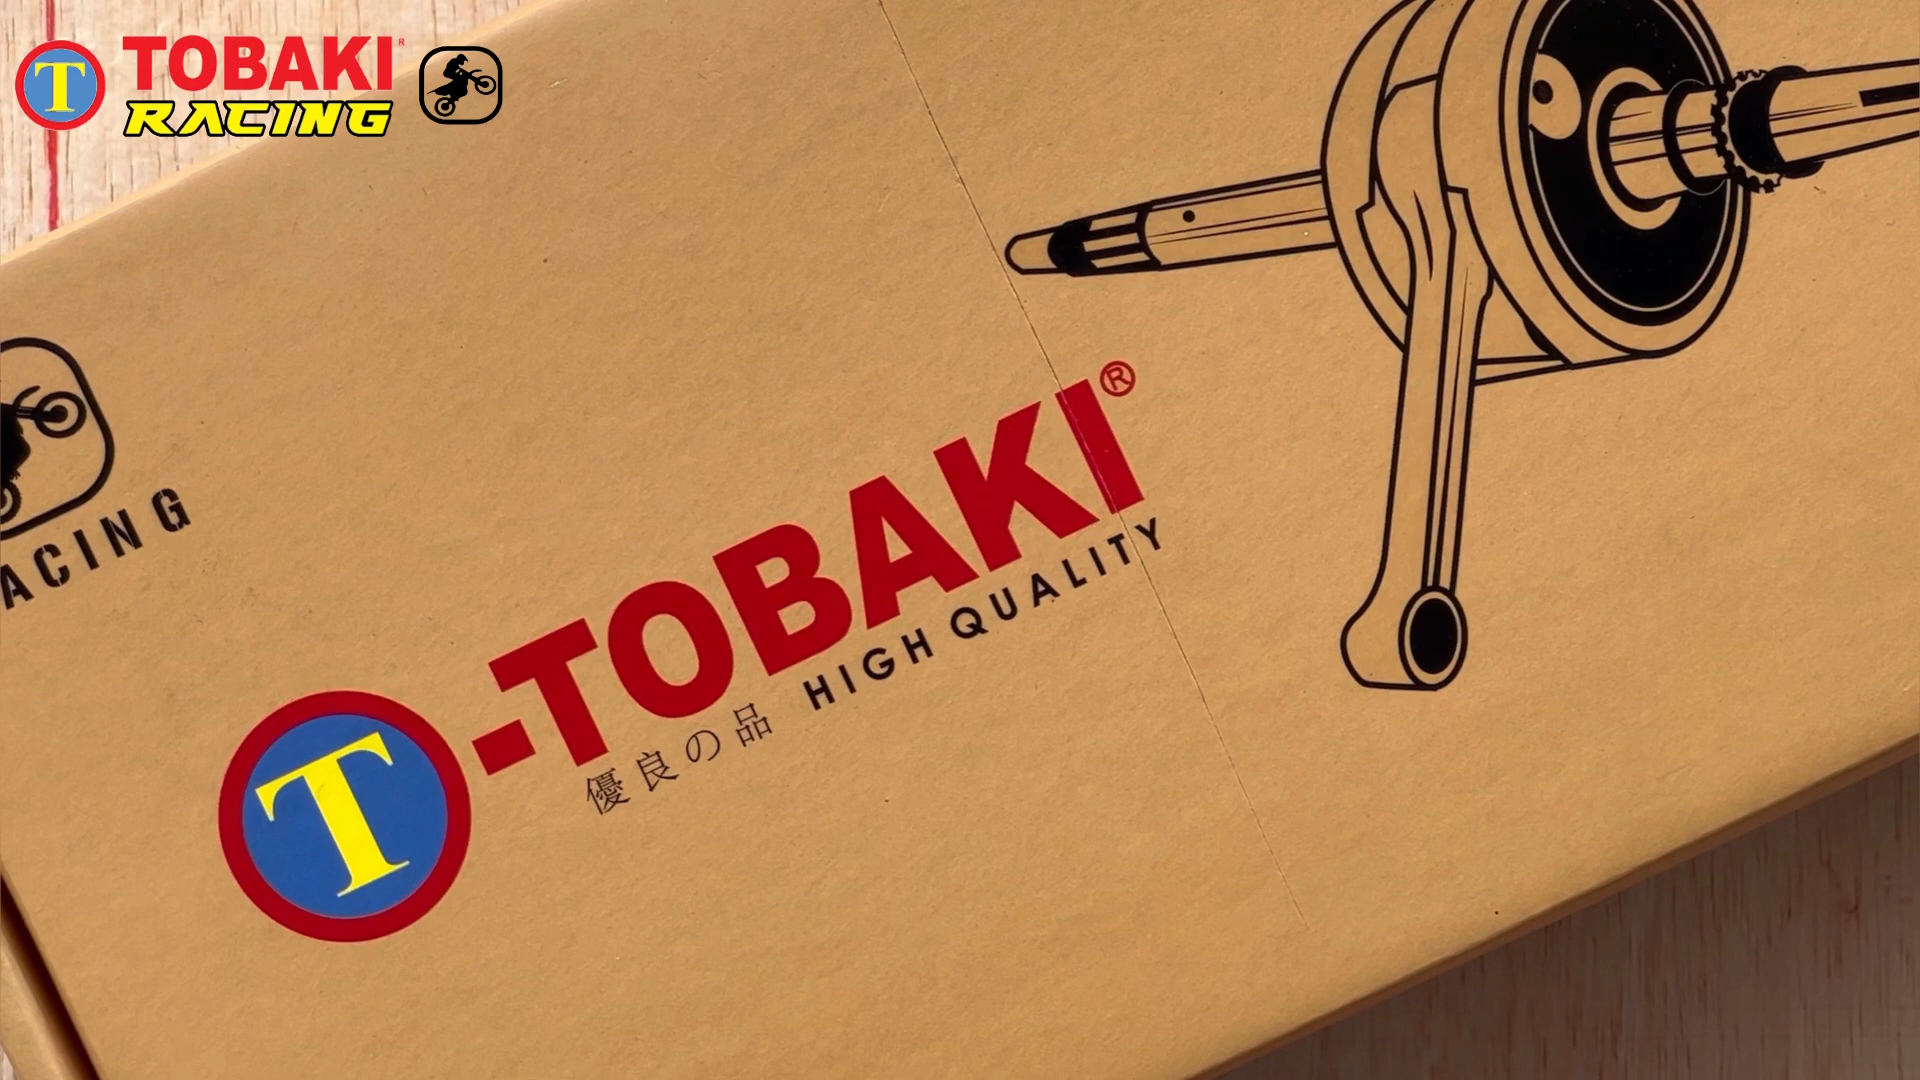 T TOBAKI®
RACING
ACING
T -TOBAKI®
優良の品 HIGH QUALITY